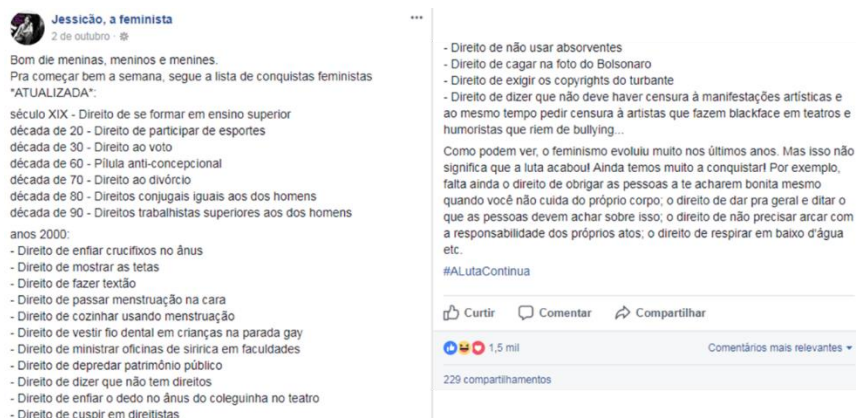 Jessicão, a feminista
2 de outubro ·
Bom die meninas, meninos e menines.
Pra começar bem a semana, segue a lista de conquistas feministas
*ATUALIZADA*:
século XIX - Direito de se formar em ensino superior
década de 20 - Direito de participar de esportes
década de 30 - Direito ao voto
década de 60 - Pílula anti-concepcional
década de 70 - Direito ao divórcio
década de 80 - Direitos conjugais iguais aos dos homens
década de 90 - Direitos trabalhistas superiores aos dos homens
anos 2000:
- Direito de enfiar crucifixos no ânus
- Direito de mostrar as tetas
- Direito de fazer textão
- Direito de passar menstruação na cara
- Direito de cozinhar usando menstruação
- Direito de vestir fio dental em crianças na parada gay
- Direito de ministrar oficinas de siririca em faculdades
- Direito de depredar patrimônio público
- Direito de dizer que não tem direitos
- Direito de enfiar o dedo no ânus do coleguinha no teatro
- Direito de cuspir em direitistas
- Direito de não usar absorventes
- Direito de cagar na foto do Bolsonaro
- Direito de exigir os copyrights do turbante
- Direito de dizer que não deve haver censura à manifestações artísticas e
ao mesmo tempo pedir censura à artistas que fazem blackface em teatros e
humoristas que riem de bullying...
Como podem ver, o feminismo evoluiu muito nos últimos anos. Mas isso não
significa que a luta acabou! Ainda temos muito a conquistar! Por exemplo,
falta ainda o direito de obrigar as pessoas a te acharem bonita mesmo
quando você não cuida do próprio corpo; o direito de dar pra geral e ditar o
que as pessoas devem achar sobre isso; o direito de não precisar arcar com
a responsabilidade dos próprios atos; o direito de respirar em baixo d'água
etc.
#ALutaContinua
Curtir Comentar Compartilhar
1,5 mil Comentários mais relevantes
229 compartilhamentos